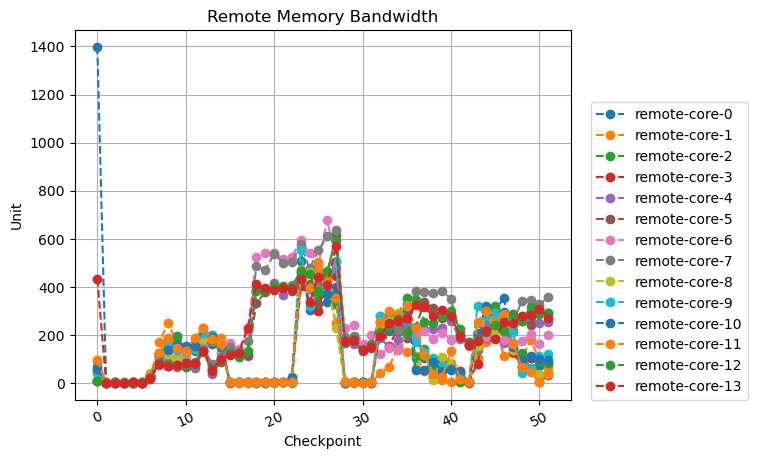 Remote Memory Bandwidth
Unit
1400
1200
1000
800
600
400
200
0
0
10
20
30
40
50
Checkpoint
remote-core-0
remote-core-1
remote-core-2
remote-core-3
remote-core-4
remote-core-5
remote-core-6
remote-core-7
remote-core-8
remote-core-9
remote-core-10
remote-core-11
remote-core-12
remote-core-13